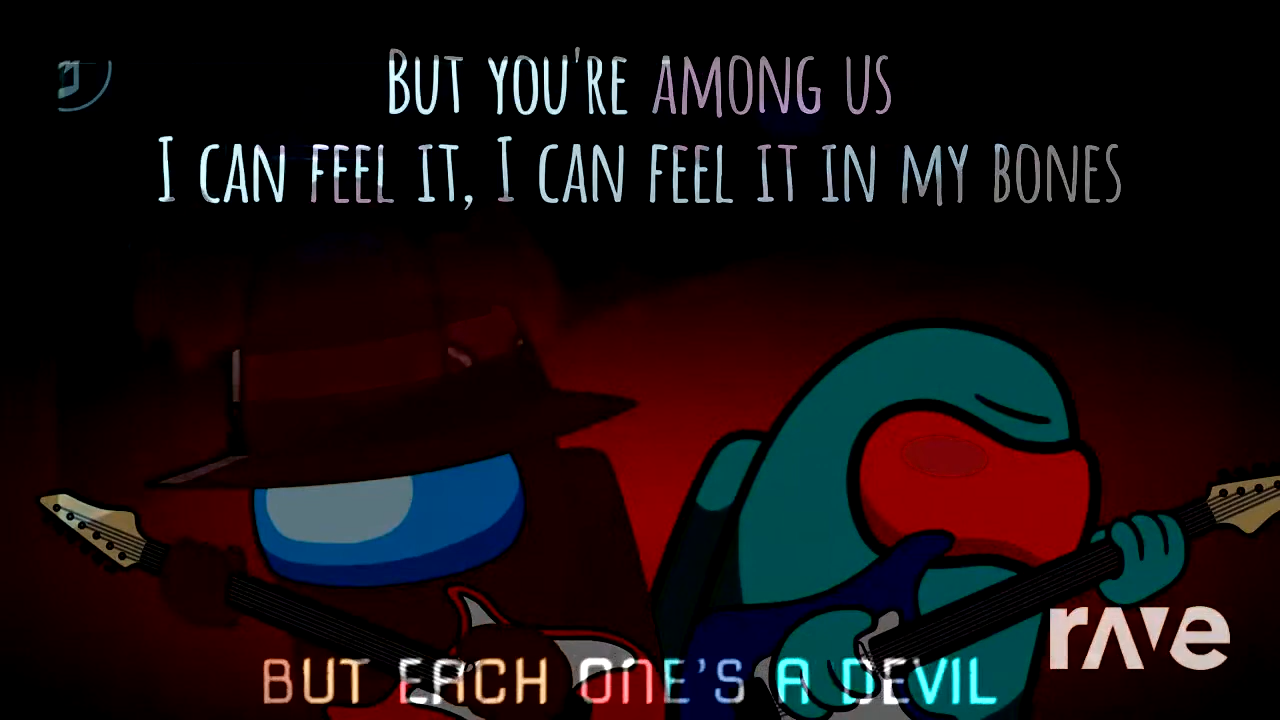 BUT YOU'RE AMONG US
I CAN FEEL IT, I CAN FEEL IT IN MY BONES
rave
BUT EACH ONE'S A DEVIL